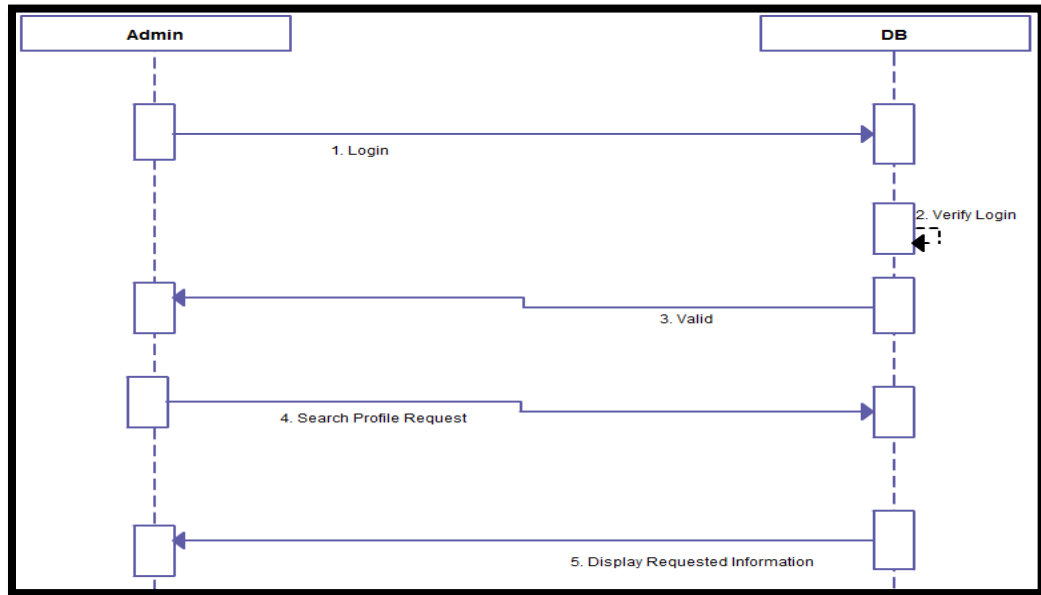 Admin
DB
1. Login
2. Verify Login
3. Valid
4. Search Profile Request
5. Display Requested Information